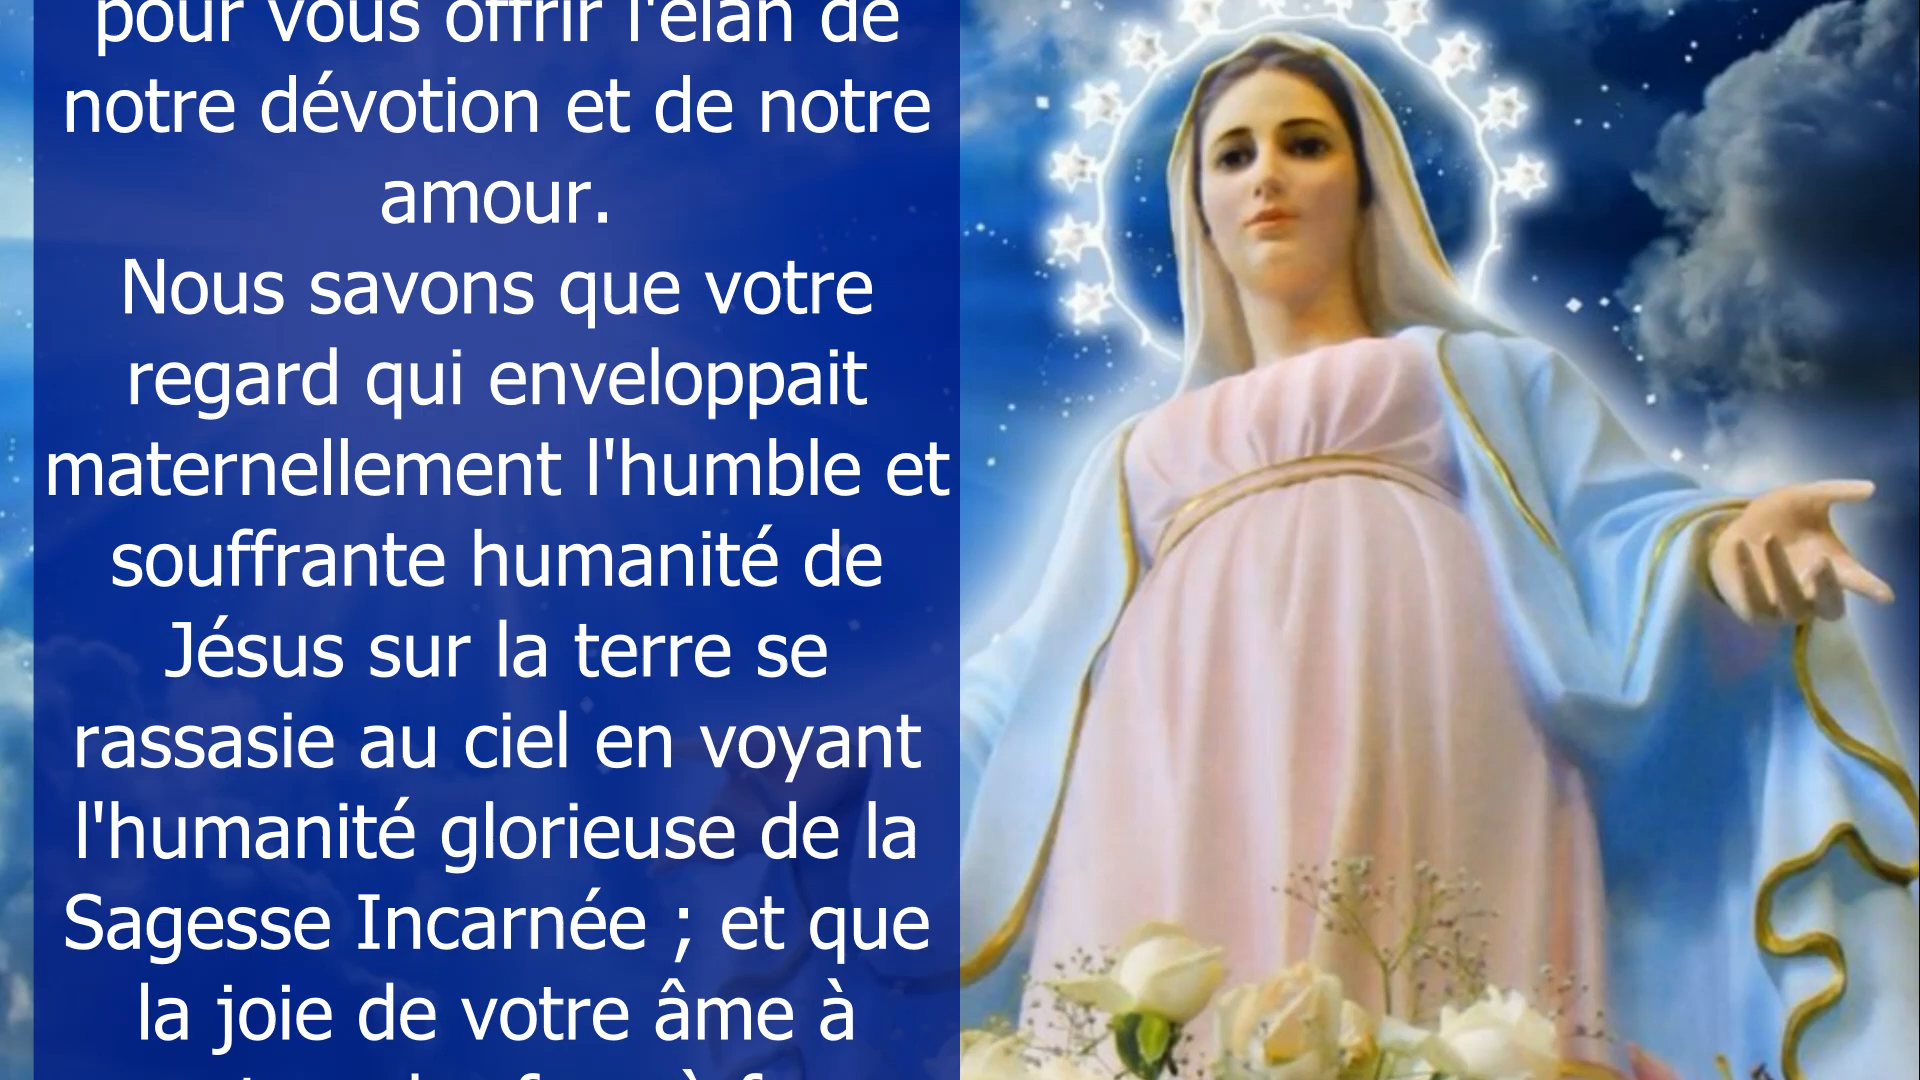 pour vous offrir l'élan de
notre dévotion et de notre
amour.
Nous savons que votre
regard qui enveloppait
maternellement l'humble et
souffrante humanité de
Jésus sur la terre se
rassasie au ciel en voyant
l'humanité glorieuse de la
Sagesse Incarnée ; et que
la joie de votre âme à